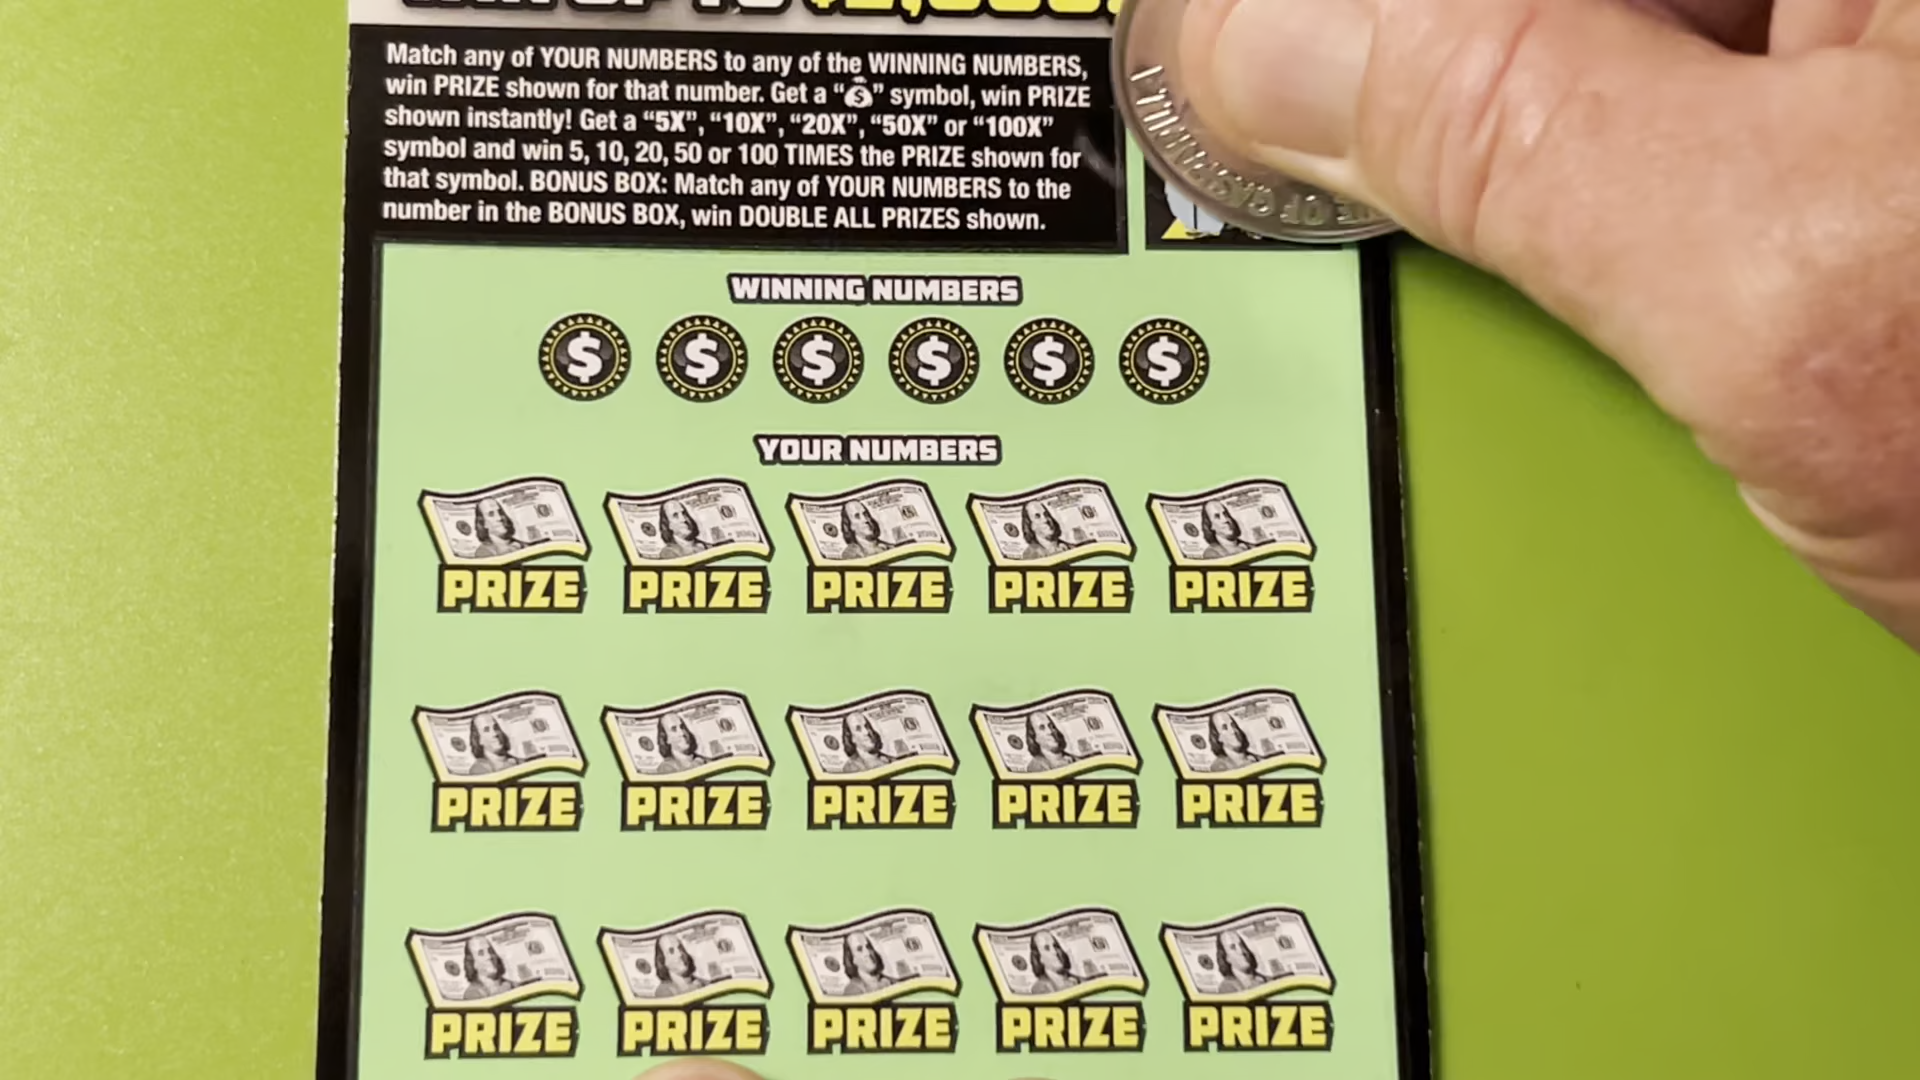 Match any of YOUR NUMBERS to any of the WINNING NUMBERS,
win PRIZE shown for that number. Get a “$” symbol, win PRIZE
shown instantly! Get a “5X”, “10X”, “20X”, “50X” or “100X”
symbol and win 5, 10, 20, 50 or 100 TIMES the PRIZE shown for
that symbol. BONUS BOX: Match any of YOUR NUMBERS to the
number in the BONUS BOX, win DOUBLE ALL PRIZES shown.
WINNING NUMBERS
$ $ $ $ $ $
YOUR NUMBERS
PRIZE PRIZE PRIZE PRIZE PRIZE
PRIZE PRIZE PRIZE PRIZE PRIZE
PRIZE PRIZE PRIZE PRIZE PRIZE